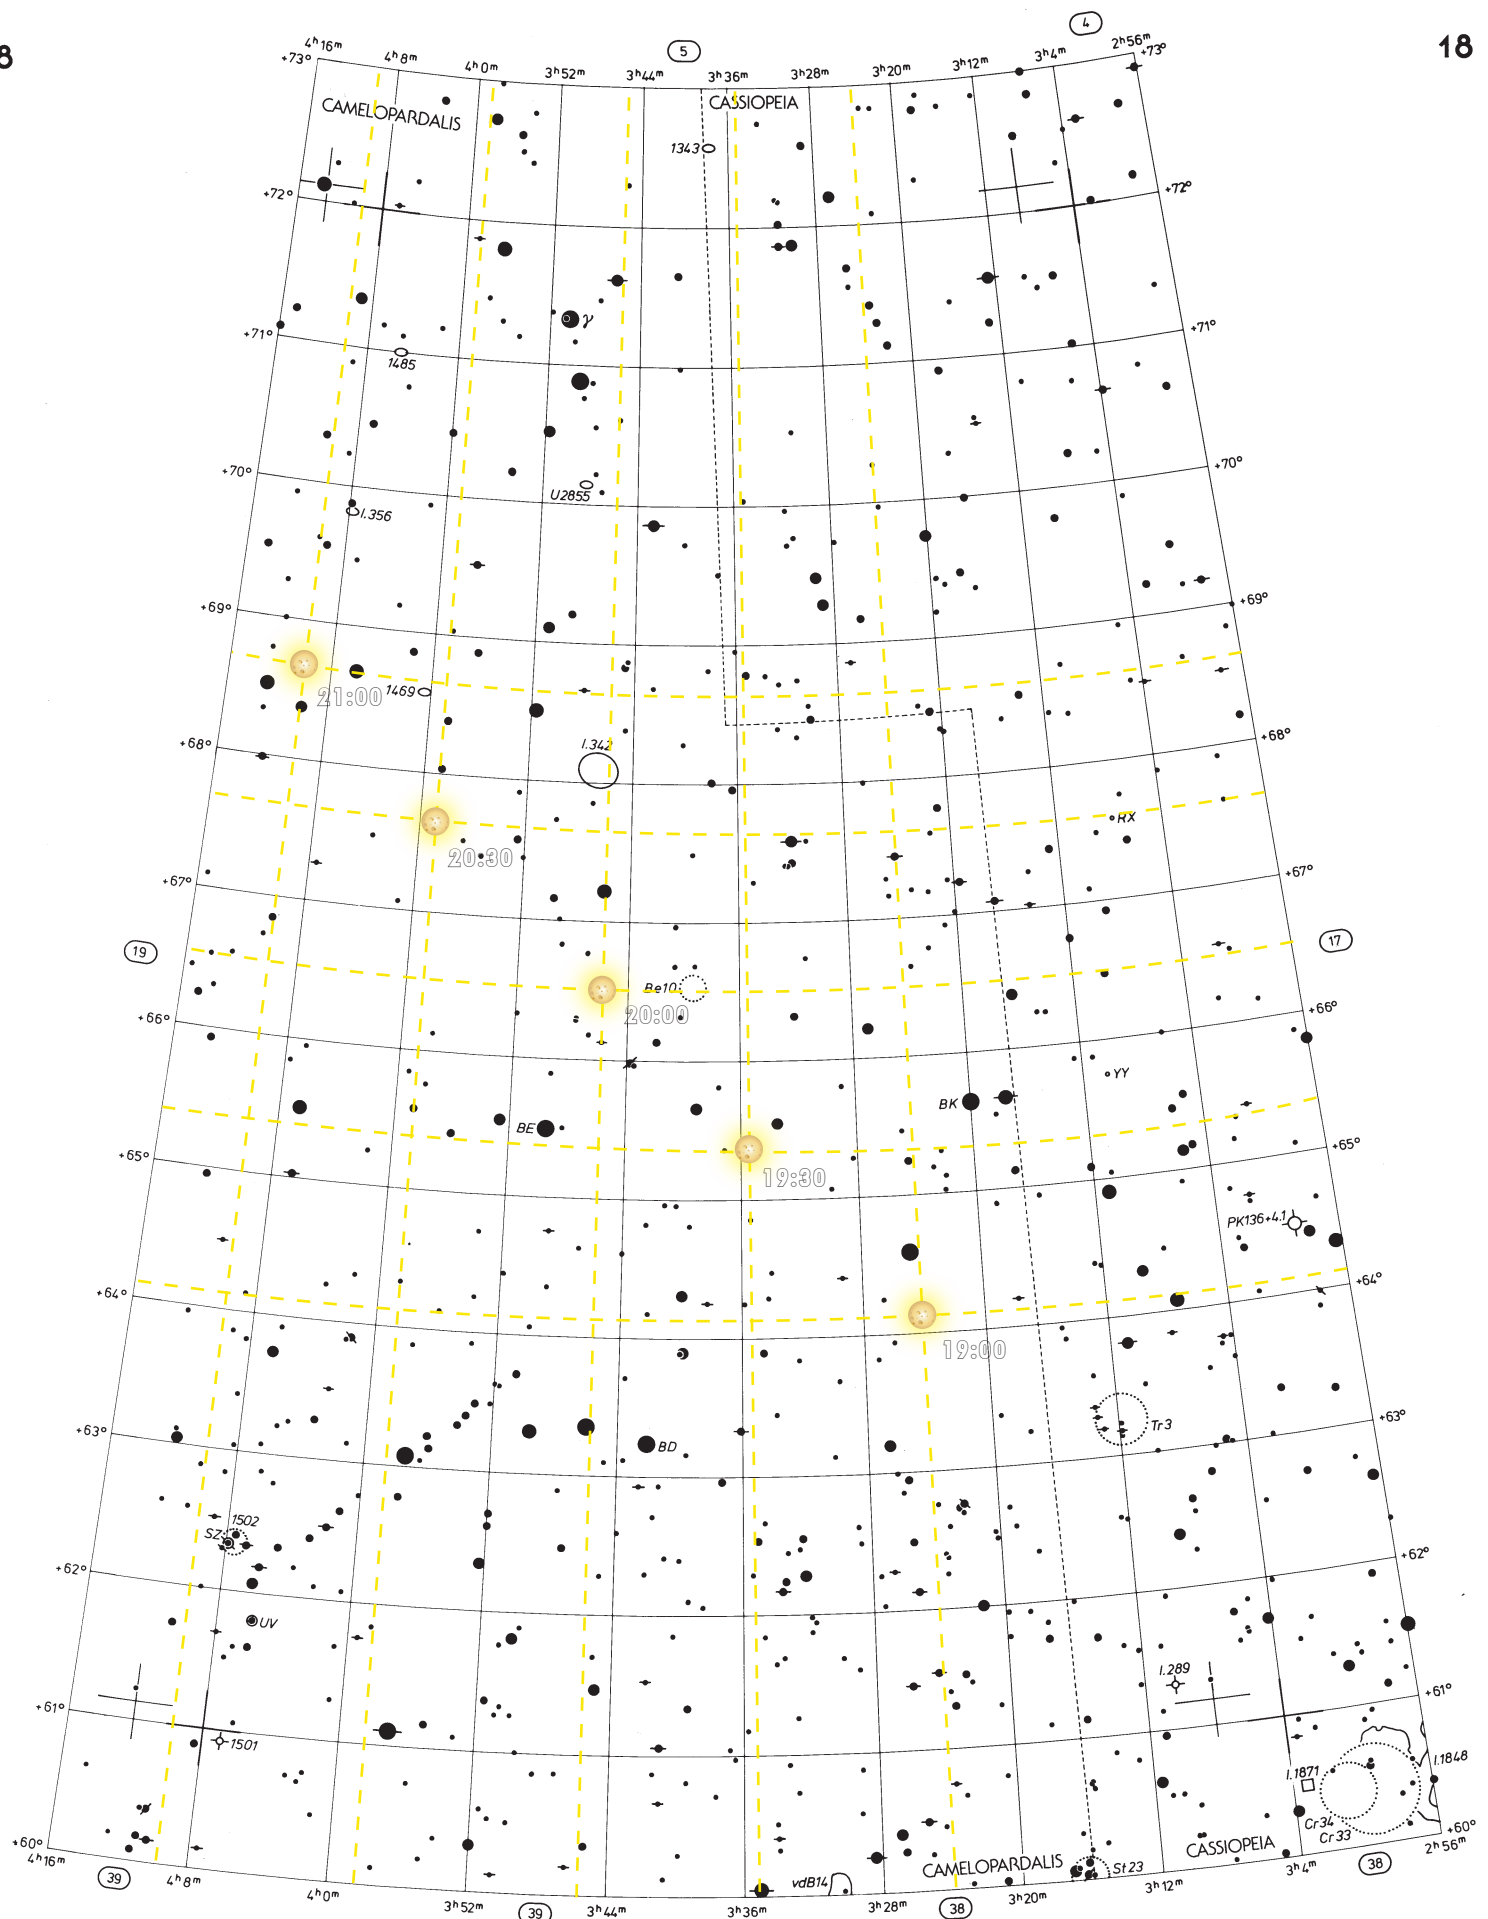 4
5
8
18
4h16m
4h8m
4h0m
3h52m
3h44m
3h36m
3h28m
3h20m
3h12m
3h4m
2h56m
+73°
+73°
CAMELOPARDALIS
CASSIOPEIA
1343
+72°
+72°
γ
+71°
+71°
1485
+70°
+70°
U2855
I.356
+69°
+69°
21:00
1469
I.342
+68°
+68°
RX
20:30
+67°
+67°
19
17
Be10
20:00
+66°
+66°
YY
BK
BE
+65°
+65°
19:30
PK136+4.1
+64°
+64°
19:00
+63°
+63°
Tr3
BD
1502
SZ
+62°
+62°
UV
I.289
+61°
+61°
1501
I.1871
I.1848
Cr34
Cr33
+60°
+60°
CAMELOPARDALIS
CASSIOPEIA
St23
vdB14
4h16m
4h8m
4h0m
3h52m
3h44m
3h36m
3h28m
3h20m
3h12m
3h4m
2h56m
39
39
38
38